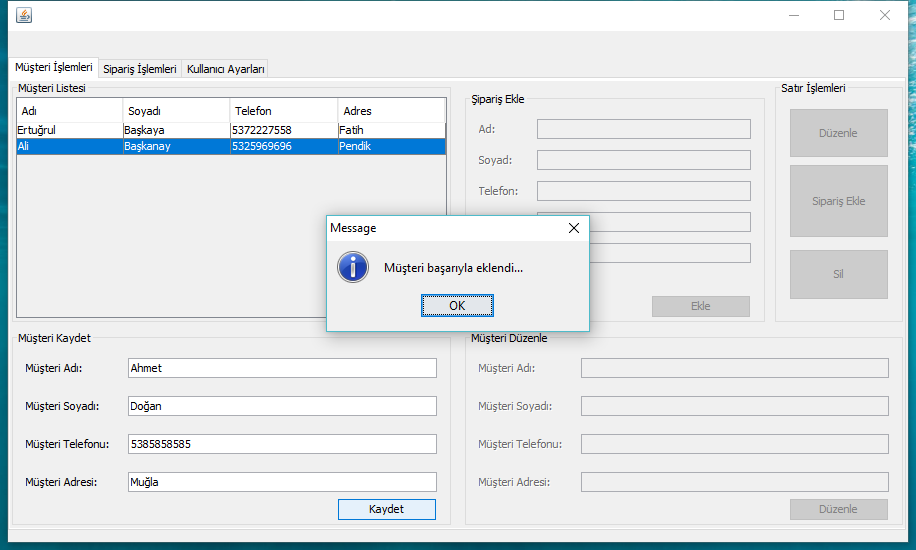 Müşteri İşlemleri Sipariş İşlemleri Kullanıcı Ayarları
Müşteri Listesi
Adı Soyadı Telefon Adres
Ertuğrul Başkaya 5372227558 Fatih
Ali Başkanay 5325969696 Pendik
Şipariş Ekle
Ad:
Soyad:
Telefon:
Ekle
Satır İşlemleri
Düzenle
Sipariş Ekle
Sil
Message
Müşteri başarıyla eklendi...
OK
Müşteri Kaydet
Müşteri Adı: Ahmet
Müşteri Soyadı: Doğan
Müşteri Telefonu: 5385858585
Müşteri Adresi: Muğla
Kaydet
Müşteri Düzenle
Müşteri Adı:
Müşteri Soyadı:
Müşteri Telefonu:
Müşteri Adresi:
Düzenle